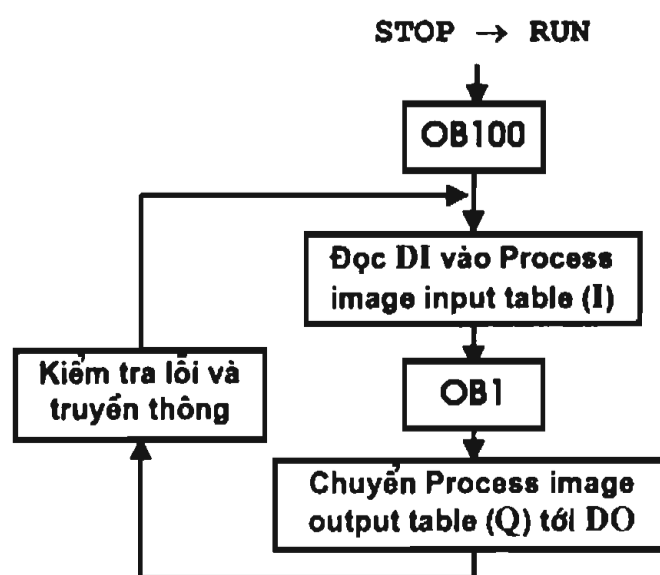 STOP → RUN
OB100
Đọc DI vào Process
image input table (I)
OB1
Chuyển Process image
output table (Q) tới DO
Kiểm tra lỗi và
truyền thông